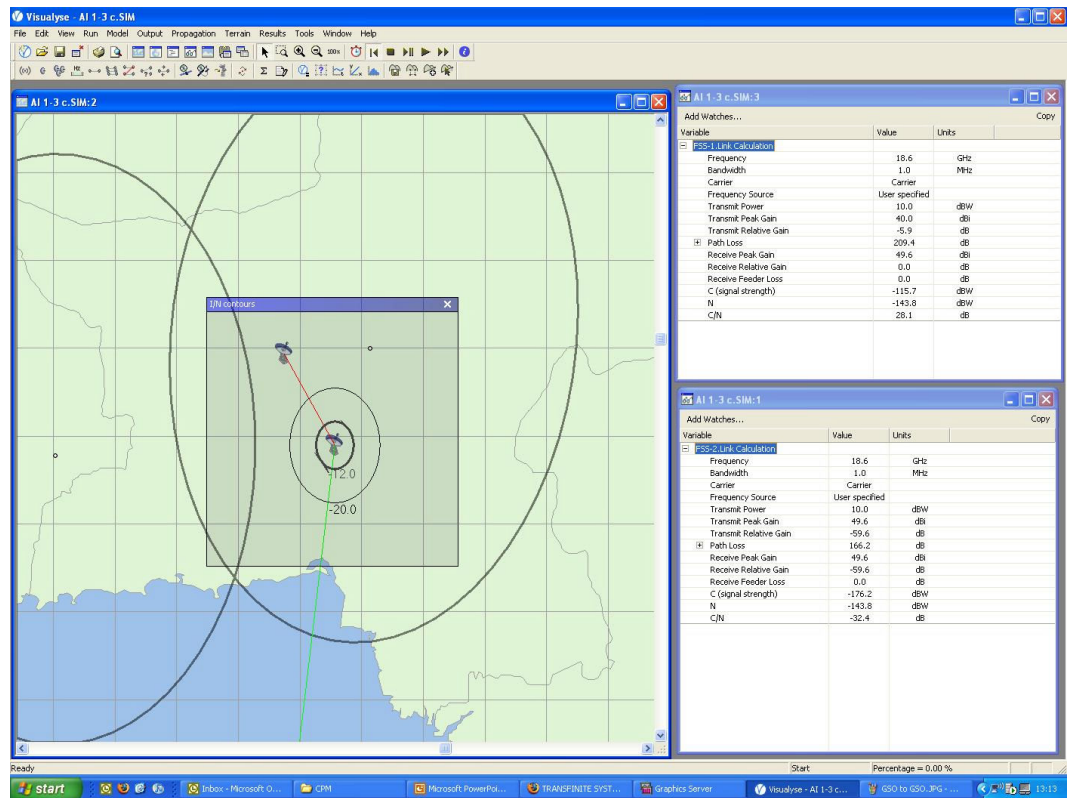 Visualyse - AI 1-3 c.SIM
File Edit View Run Model Output Propagation Terrain Results Tools Window Help
100%
AI 1-3 c.SIM:2
I/N contours
-12.0
-20.0
AI 1-3 c.SIM:3
Add Watches... Copy
Variable Value Units
FSS-1.Link Calculation
Frequency 18.6 GHz
Bandwidth 1.0 MHz
Carrier Carrier
Frequency Source User specified
Transmit Power 10.0 dBW
Transmit Peak Gain 40.0 dBi
Transmit Relative Gain -5.9 dB
Path Loss 209.4 dB
Receive Peak Gain 49.6 dBi
Receive Relative Gain 0.0 dB
Receive Feeder Loss 0.0 dB
C (signal strength) -115.7 dBW
N -143.8 dBW
C/N 28.1 dB
AI 1-3 c.SIM:1
Add Watches... Copy
Variable Value Units
FSS-2.Link Calculation
Frequency 18.6 GHz
Bandwidth 1.0 MHz
Carrier Carrier
Frequency Source User specified
Transmit Power 10.0 dBW
Transmit Peak Gain 49.6 dBi
Transmit Relative Gain -59.6 dB
Path Loss 166.2 dB
Receive Peak Gain 49.6 dBi
Receive Relative Gain -59.6 dB
Receive Feeder Loss 0.0 dB
C (signal strength) -176.2 dBW
N -143.8 dBW
C/N -32.4 dB
Ready Start Percentage = 0.00 %
start Inbox - Microsoft O... CPM Microsoft PowerPoi... TRANSFINITE SYST... Graphics Server Visualyse - AI 1-3 c... GSO to GSO.JPG - ... 13:13